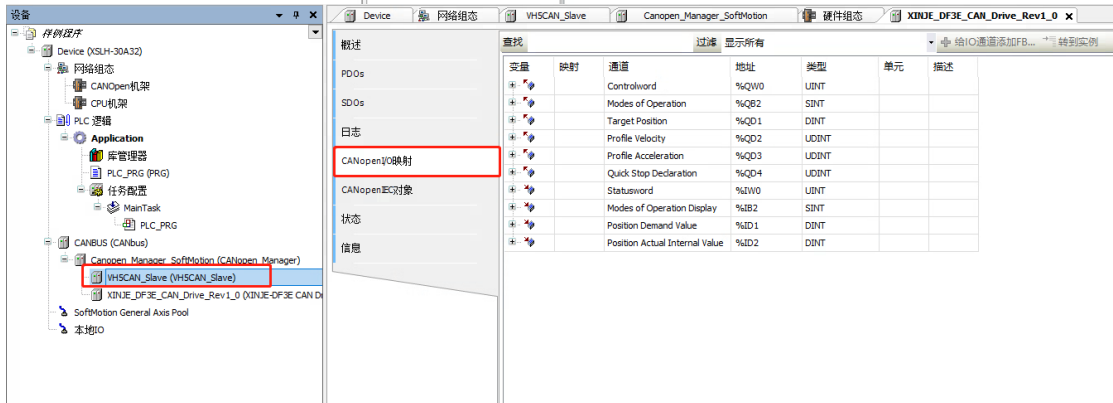 设备
样例程序
Device (XSLH-30A32)
网络组态
CANOpen机架
CPU机架
PLC 逻辑
Application
库管理器
PLC_PRG (PRG)
任务配置
MainTask
PLC_PRG
CANBUS (CANbus)
Canopen_Manager_SoftMotion (CANopen_Manager)
VH5CAN_Slave (VH5CAN_Slave)
XINJE_DF3E_CAN_Drive_Rev1_0 (XINJE-DF3E CAN Dr
SoftMotion General Axis Pool
本地IO
Device 网络组态 VH5CAN_Slave Canopen_Manager_SoftMotion 硬件组态 XINJE_DF3E_CAN_Drive_Rev1_0 x
概述
PDOs
SDOs
日志
CANopenI/O映射
CANopenIEC对象
状态
信息
查找 过滤 显示所有 给IO通道添加FB... 转到实例
变量 映射 通道 地址 类型 单元 描述
Controlword %QW0 UINT
Modes of Operation %QB2 SINT
Target Position %QD1 DINT
Profile Velocity %QD2 UDINT
Profile Acceleration %QD3 UDINT
Quick Stop Declaration %QD4 UDINT
Statusword %IW0 UINT
Modes of Operation Display %IB2 SINT
Position Demand Value %ID1 DINT
Position Actual Internal Value %ID2 DINT